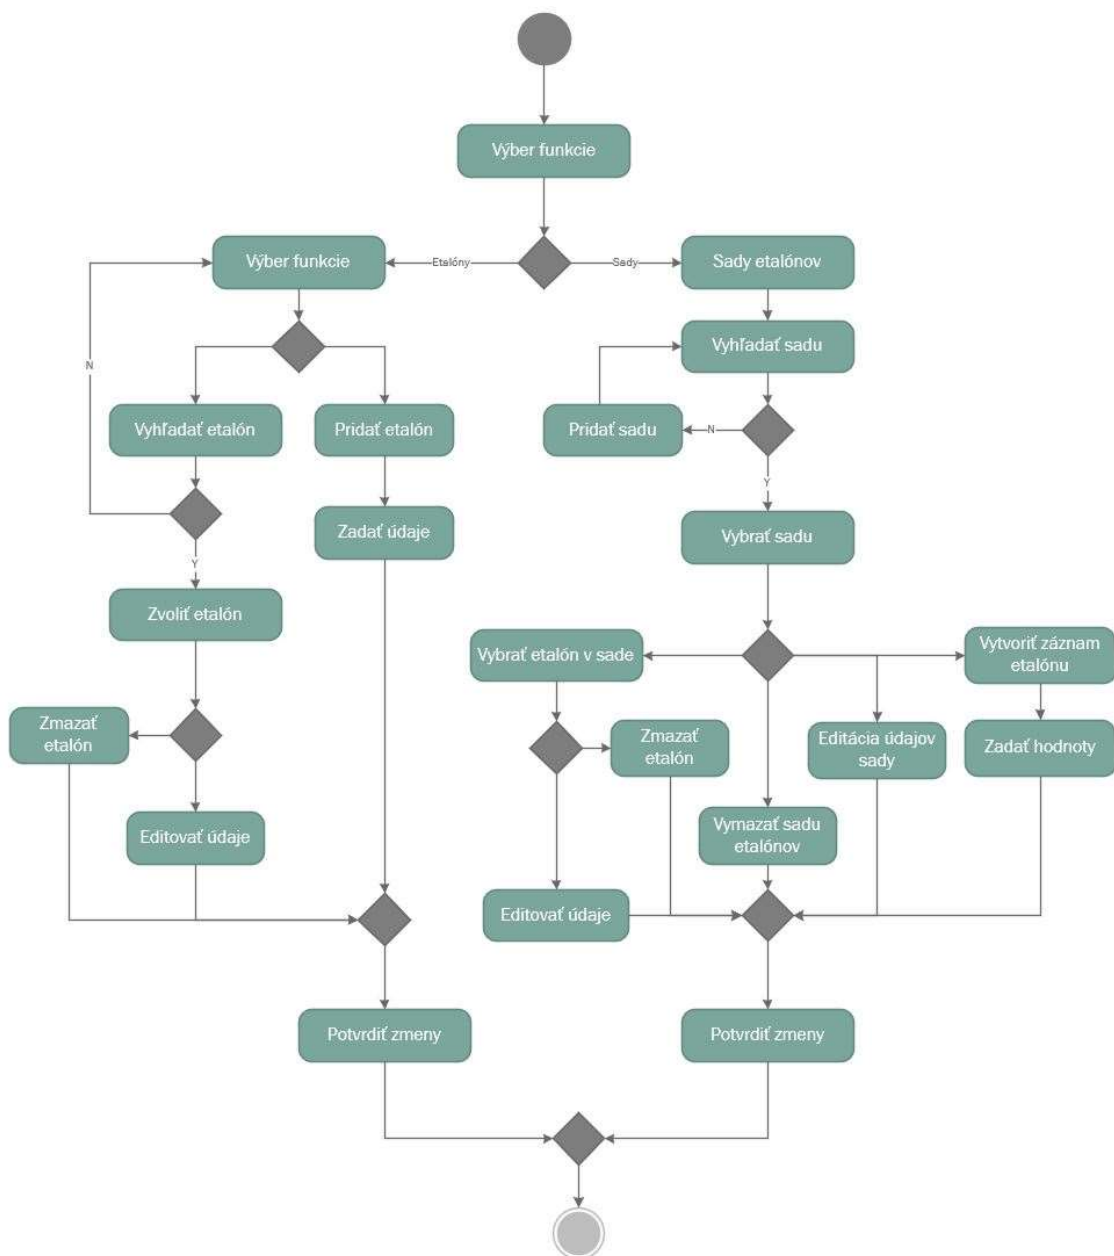 Výber funkcie
Výber funkcie
Etalóny
Sady
Sady etalónov
Vyhľadať sadu
N
Vyhľadať etalón
Pridať etalón
Pridať sadu
N
Y
Zadať údaje
Vybrať sadu
Y
Zvoliť etalón
Vybrať etalón v sade
Vytvoriť záznam
etalónu
Zmazať
etalón
Zmazať
etalón
Editácia údajov
sady
Zadať hodnoty
Editovať údaje
Vymazať sadu
etalónov
Editovať údaje
Potvrdiť zmeny
Potvrdiť zmeny